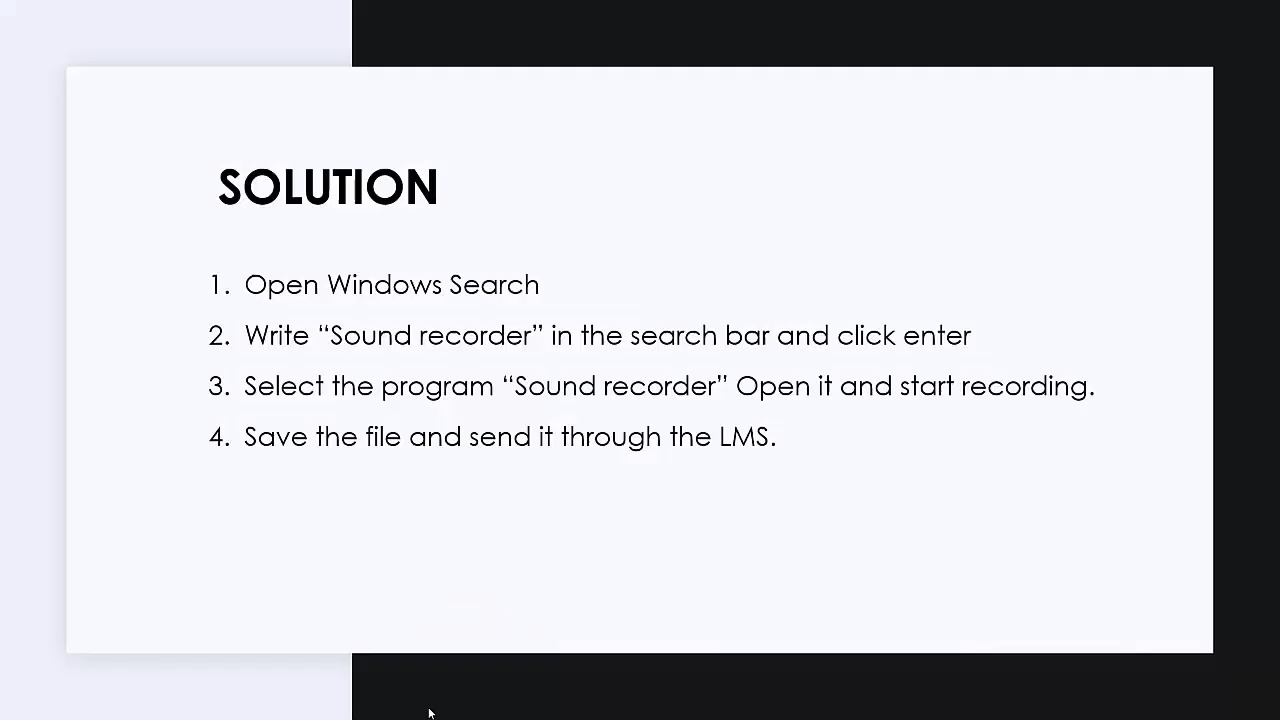 SOLUTION
1. Open Windows Search
2. Write “Sound recorder” in the search bar and click enter
3. Select the program “Sound recorder” Open it and start recording.
4. Save the file and send it through the LMS.